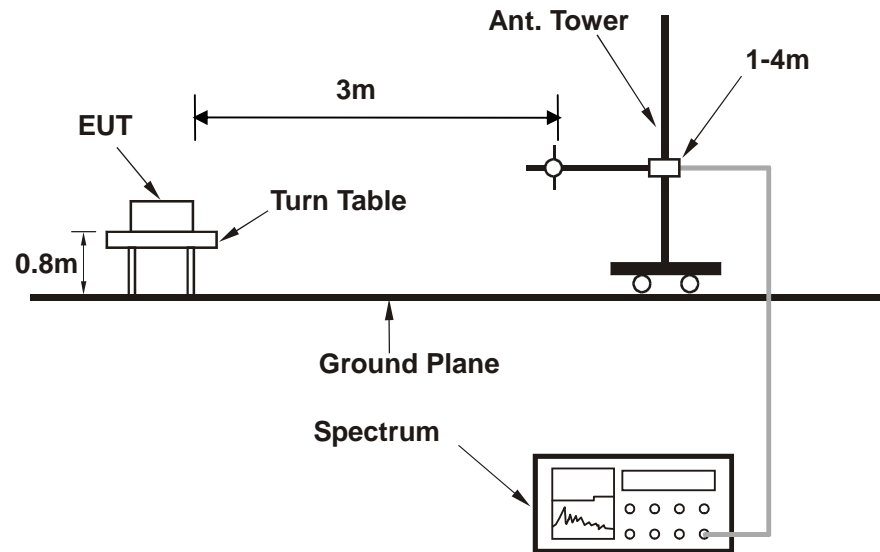 Ant. Tower
1-4m
3m
EUT
Turn Table
0.8m
Ground Plane
Spectrum